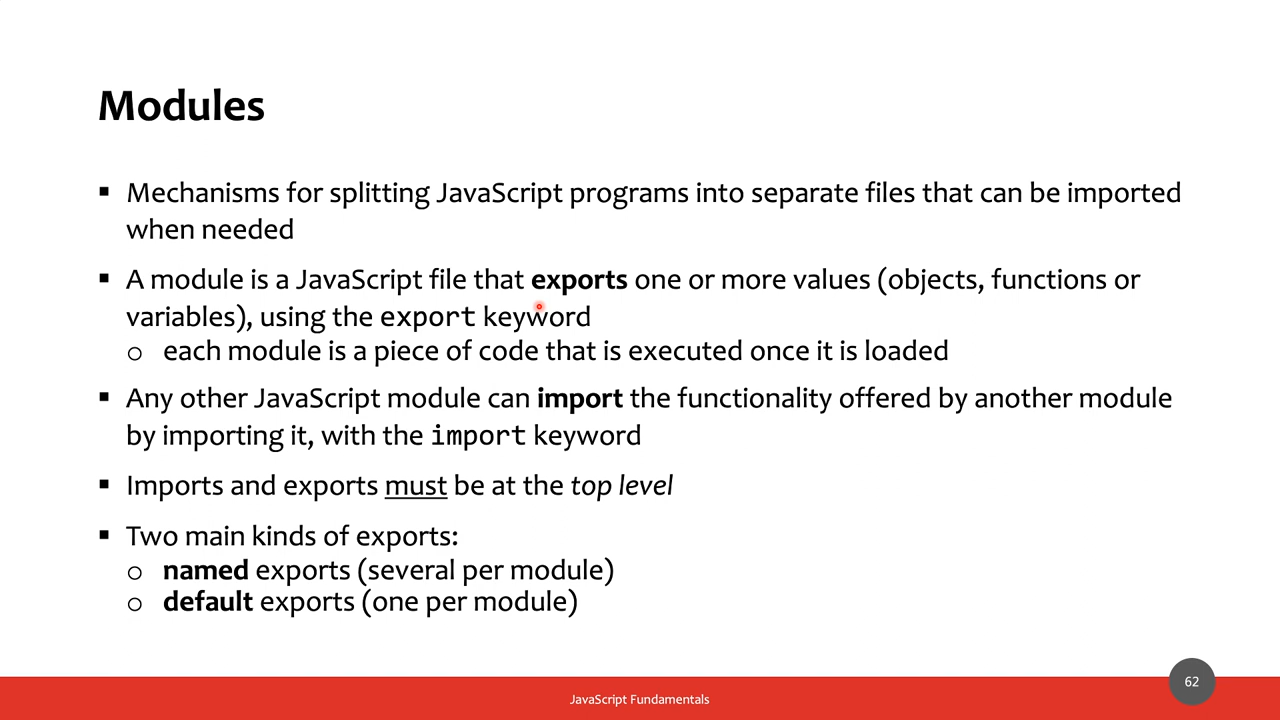 Modules
▪ Mechanisms for splitting JavaScript programs into separate files that can be imported
when needed
▪ A module is a JavaScript file that exports one or more values (objects, functions or
variables), using the export keyword
o each module is a piece of code that is executed once it is loaded
▪ Any other JavaScript module can import the functionality offered by another module
by importing it, with the import keyword
▪ Imports and exports must be at the top level
▪ Two main kinds of exports:
o named exports (several per module)
o default exports (one per module)
62
JavaScript Fundamentals